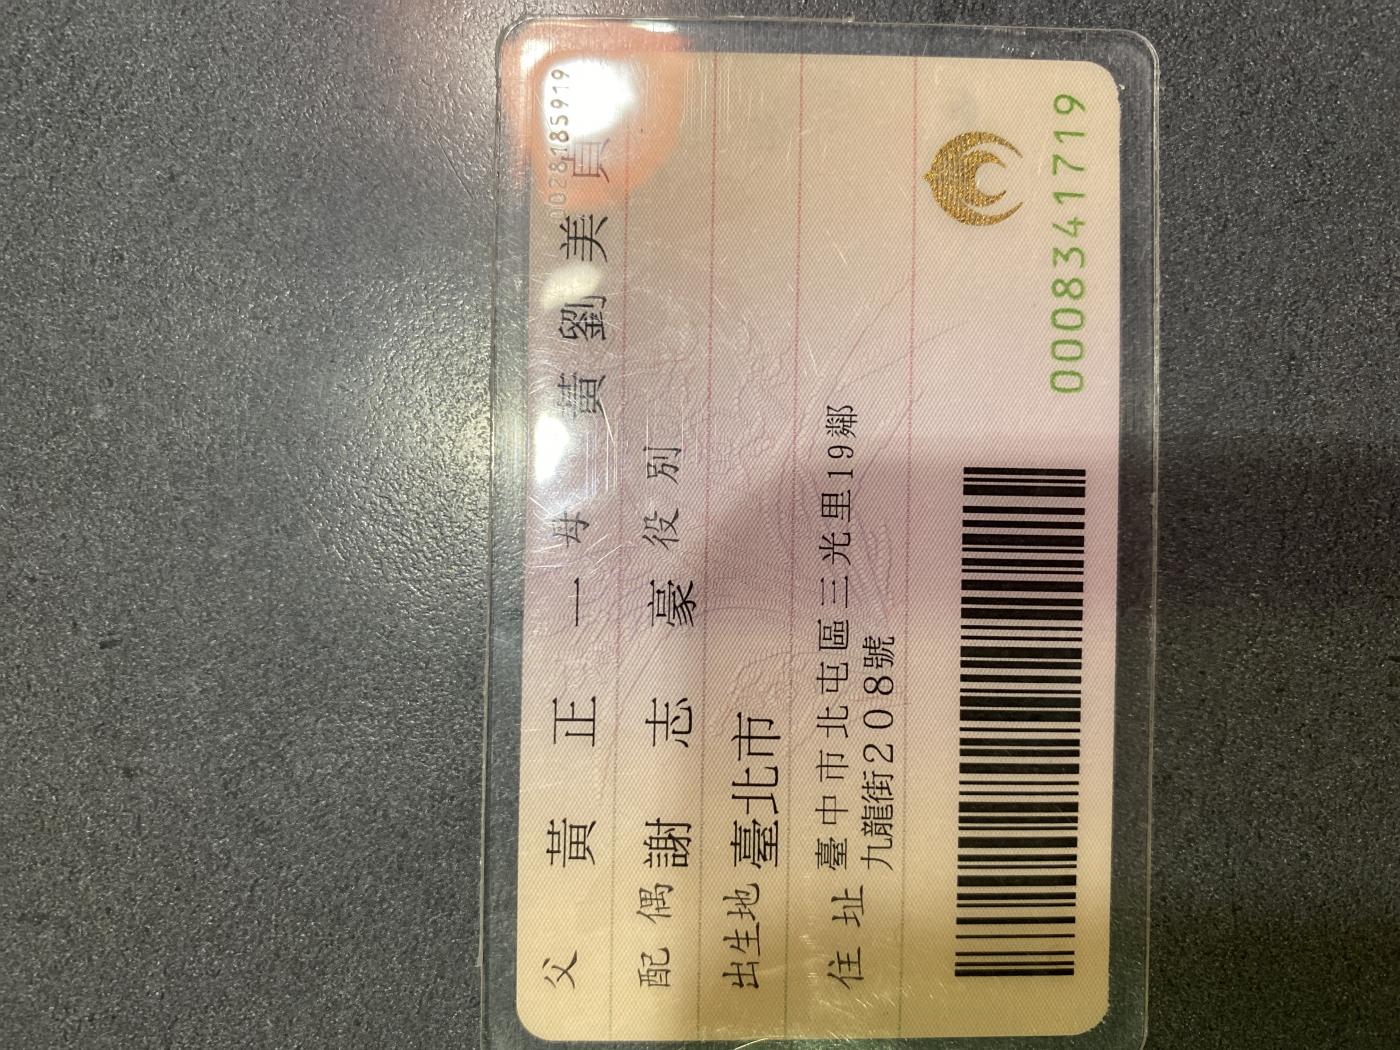 0028185919
父 黃正一 母 黃劉美貞
配偶 謝志豪 役別
出生地 臺北市
住址 臺中市北屯區三光里19鄰
九龍街208號
0008341719